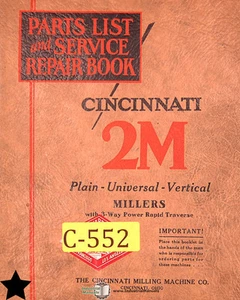 PARTS LIST
and SERVICE
REPAIR BOOK
CINCINNATI
2M
Plain - Universal - Vertical
MILLERS
with 3-Way Power Rapid Traverse
C-552
IMPORTANT!
Place this booklet in
the hands of the man
who is responsible for
ordering parts for
these machines
THE CINCINNATI MILLING MACHINE CO.
CINCINNATI, OHIO